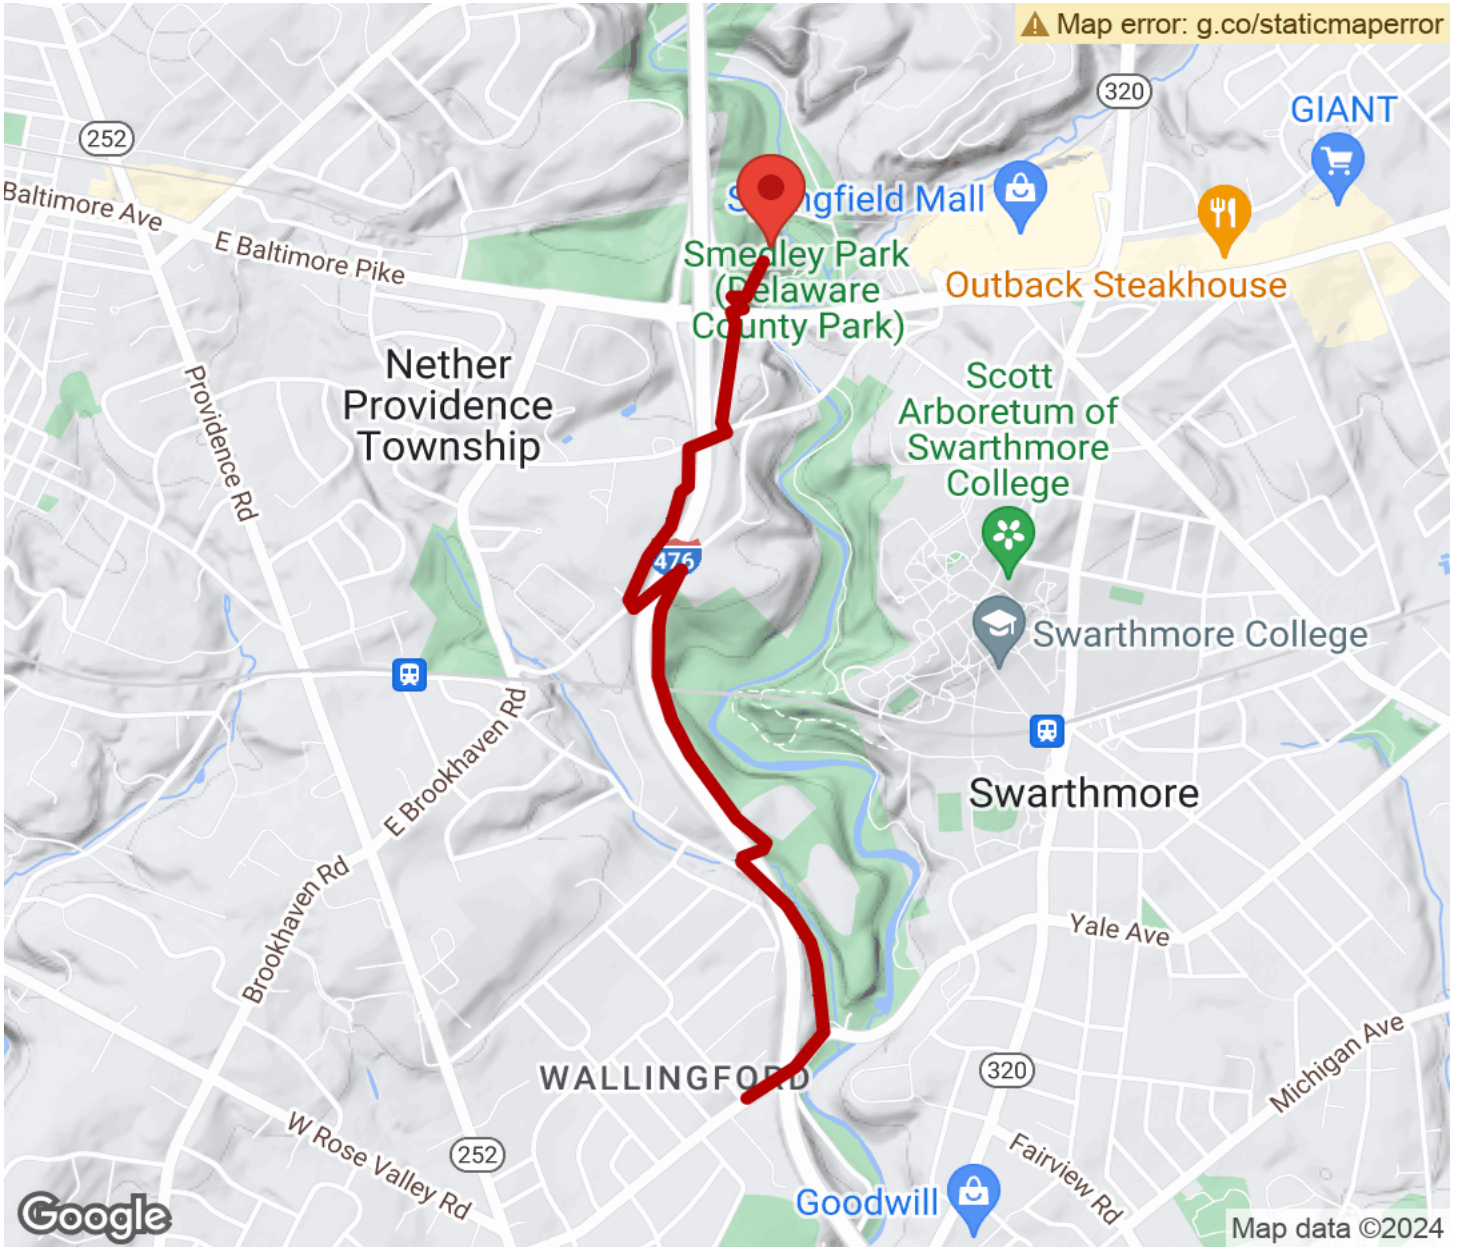 Map error: g.co/staticmaperror
320
GIANT
252
Springfield Mall
Baltimore Ave
E Baltimore Pike
Smedley Park
(Delaware
County Park)
Outback Steakhouse
Nether
Providence
Township
Scott
Arboretum of
Swarthmore
College
Providence Rd
476
Swarthmore College
E Brookhaven Rd
Swarthmore
Brookhaven Rd
Yale Ave
WALLINGFORD
320
Michigan Ave
W Rose Valley Rd
252
Fairview Rd
Goodwill
Google
Map data ©2024